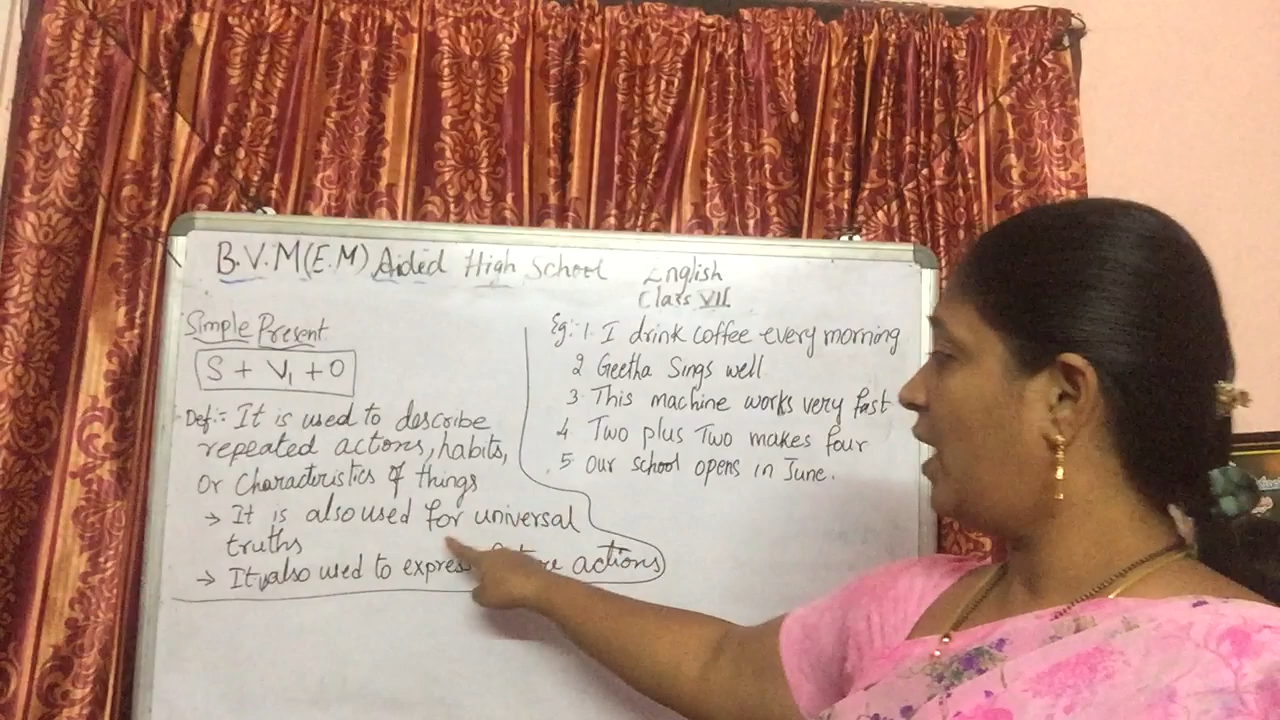 B.V.M(E.M) Aided High School
English
Class VII
Simple Present
S + V1 + O
Def:- It is used to describe
repeated actions, habits,
or characteristics of things
→ It is also used for universal
truths
→ It also used to express future actions
Eg:- 1. I drink coffee every morning
2 Geetha Sings well
3 This machine works very fast
4. Two plus Two makes four
5 our school opens in June.